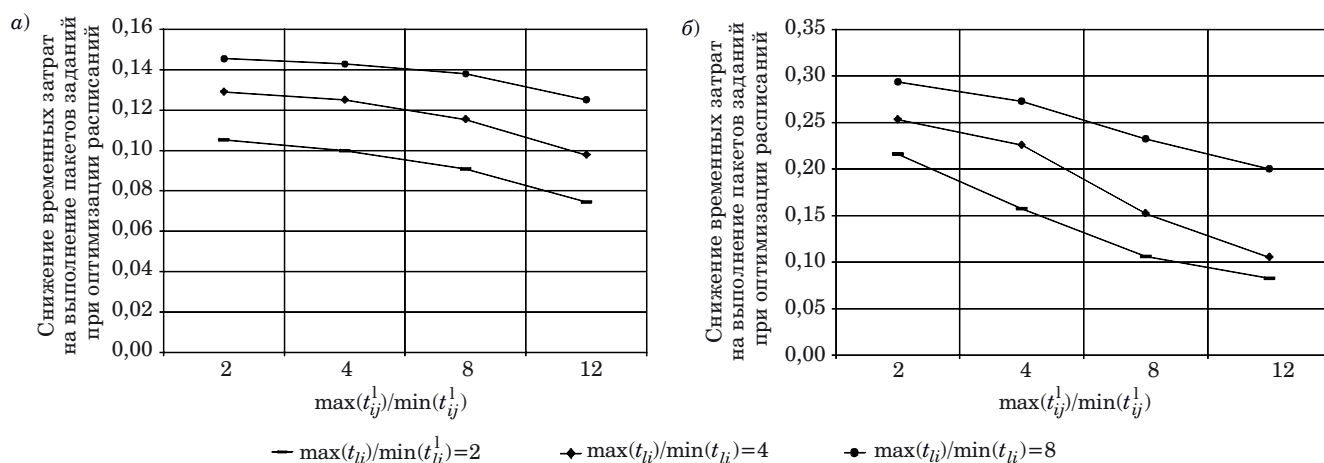 а)
Снижение временных затрат
на выполнение пакетов заданий
при оптимизации расписаний
0,16
0,14
0,12
0,10
0,08
0,06
0,04
0,02
0,00
2 4 8 12
max(t¹ij)/min(t¹ij)
б)
Снижение временных затрат
на выполнение пакетов заданий
при оптимизации расписаний
0,35
0,30
0,25
0,20
0,15
0,10
0,05
0,00
2 4 8 12
max(t¹ij)/min(t¹ij)
max(tli)/min(t¹li)=2 max(tli)/min(tli)=4 max(tli)/min(tli)=8